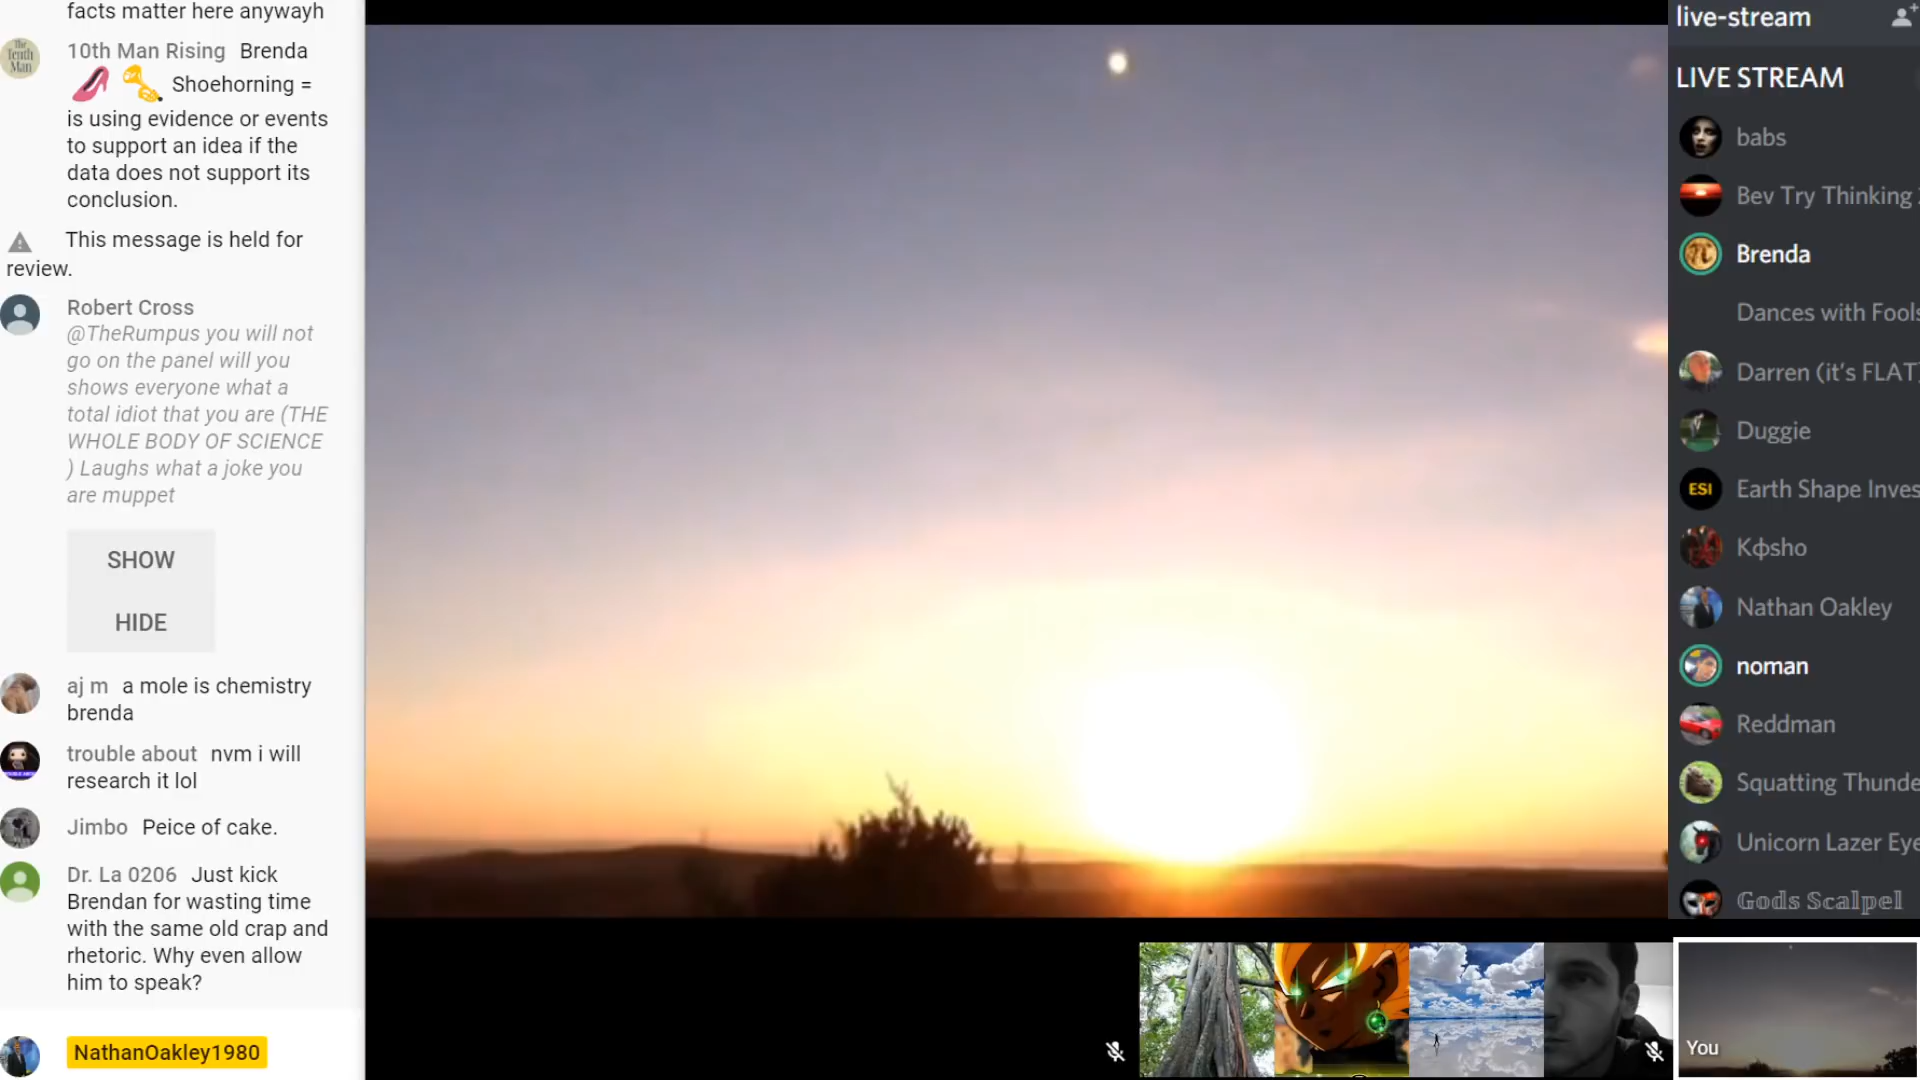 facts matter here anywayh
10th Man Rising Brenda
Shoehorning =
is using evidence or events
to support an idea if the
data does not support its
conclusion.
This message is held for
review.
Robert Cross
@TheRumpus you will not
go on the panel will you
shows everyone what a
total idiot that you are (THE
WHOLE BODY OF SCIENCE
) Laughs what a joke you
are muppet
SHOW
HIDE
aj m a mole is chemistry
brenda
trouble about nvm i will
research it lol
Jimbo Peice of cake.
Dr. La 0206 Just kick
Brendan for wasting time
with the same old crap and
rhetoric. Why even allow
him to speak?
NathanOakley1980
The
Tenth
Man
live-stream
LIVE STREAM
babs
Bev Try Thinking
Brenda
Dances with Fools
Darren (it's FLAT)
Duggie
ESI
Earth Shape Inves
Kфsho
Nathan Oakley
noman
Reddman
Squatting Thunde
Unicorn Lazer Eye
𝔾𝕠𝕕𝕤 𝕊𝕔𝕒𝕝𝕡𝕖𝕝
You